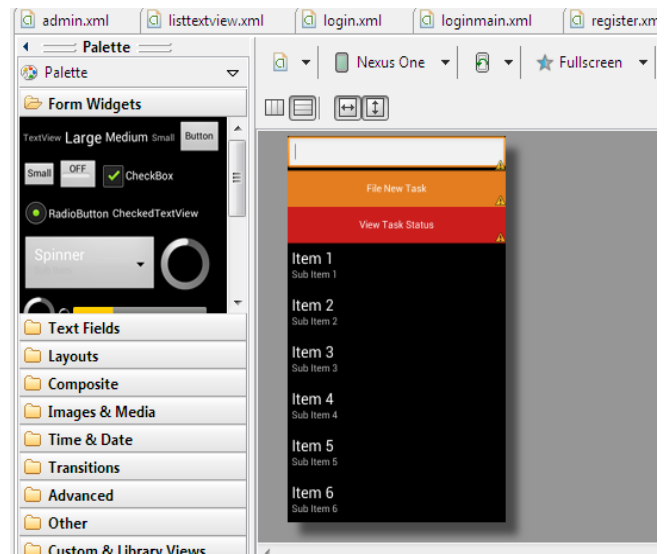 admin.xml listtextview.xml login.xml loginmain.xml register.xm
Palette
Palette
Form Widgets
TextView Large Medium Small Button
Small OFF CheckBox
RadioButton CheckedTextView
Spinner
Text Fields
Layouts
Composite
Images & Media
Time & Date
Transitions
Advanced
Other
Custom & Library Views
Nexus One Fullscreen
File New Task
View Task Status
Item 1
Sub Item 1
Item 2
Sub Item 2
Item 3
Sub Item 3
Item 4
Sub Item 4
Item 5
Sub Item 5
Item 6
Sub Item 6